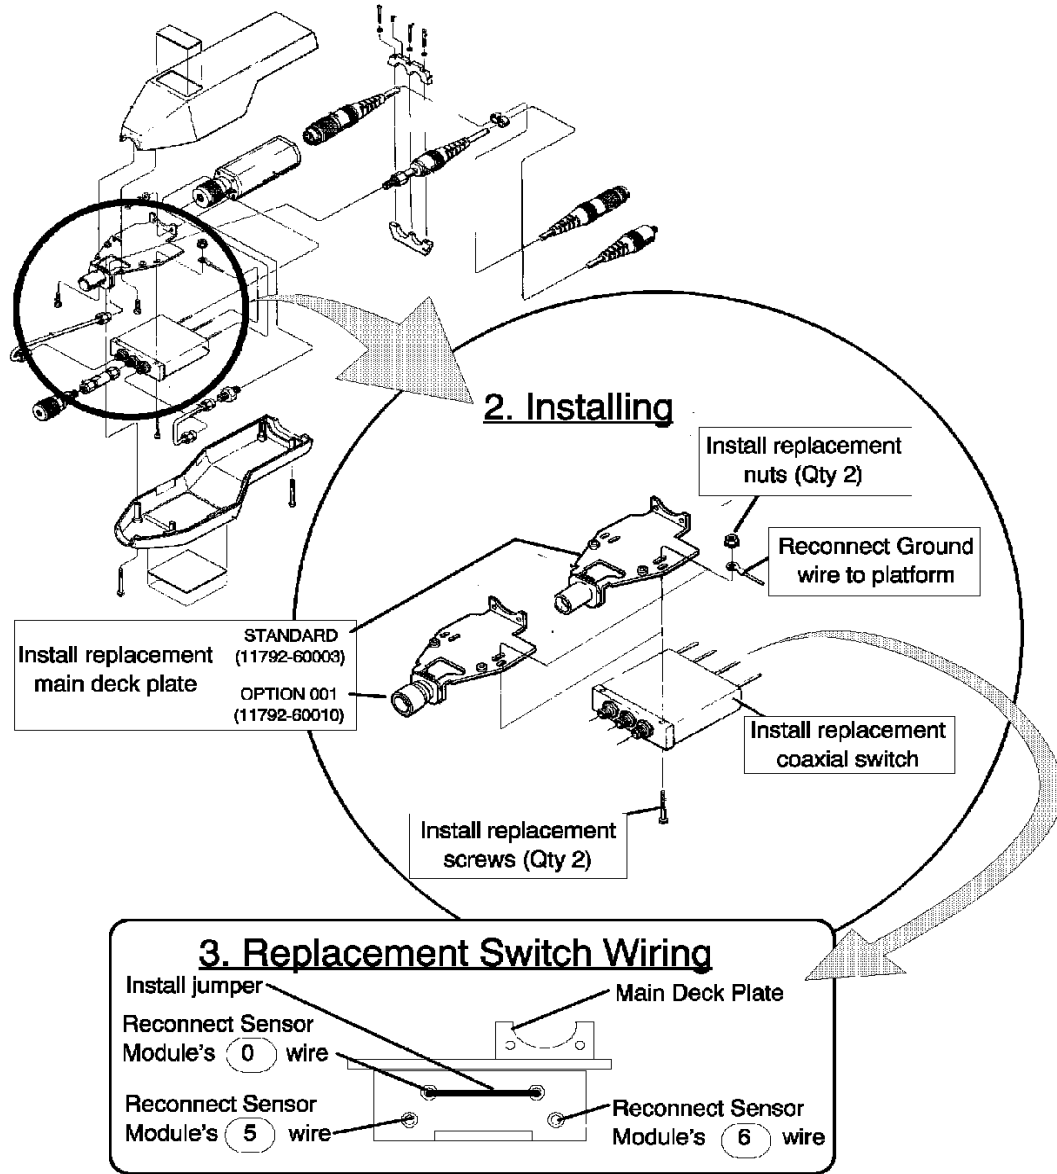 2. Installing
Install replacement
nuts (Qty 2)
Reconnect Ground
wire to platform
Install replacement
main deck plate
STANDARD
(11792-60003)
OPTION 001
(11792-60010)
Install replacement
coaxial switch
Install replacement
screws (Qty 2)
3. Replacement Switch Wiring
Install jumper
Main Deck Plate
Reconnect Sensor
Module's 0 wire
Reconnect Sensor
Module's 5 wire
Reconnect Sensor
Module's 6 wire